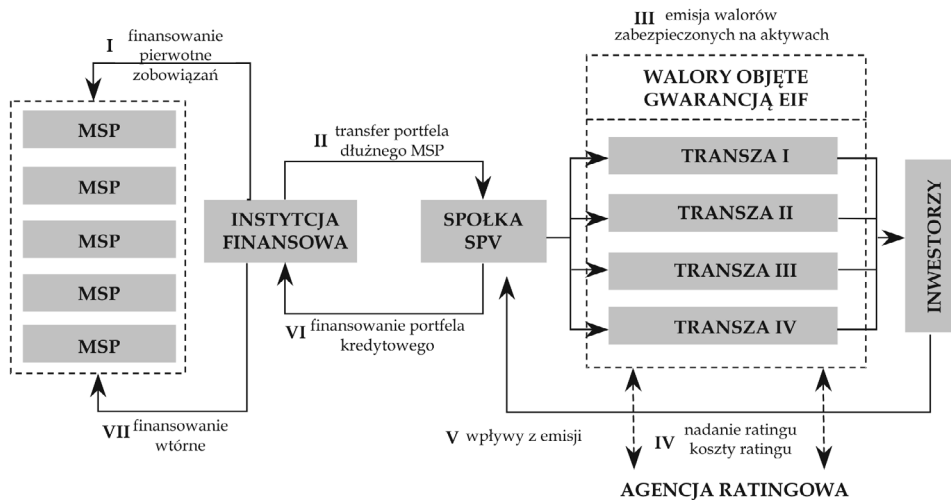 III emisja walorów
zabezpieczonych na aktywach
I finansowanie
pierwotne
zobowiązań
WALORY OBJĘTE
GWARANCJĄ EIF
MSP
MSP
MSP
MSP
MSP
II transfer portfela
dłużnego MSP
INSTYTCJA
FINANSOWA
SPOŁKA
SPV
TRANSZA I
TRANSZA II
TRANSZA III
TRANSZA IV
INWESTORZY
VI finansowanie portfela
kredytowego
VII finansowanie
wtórne
V wpływy z emisji
IV nadanie ratingu
koszty ratingu
AGENCJA RATINGOWA